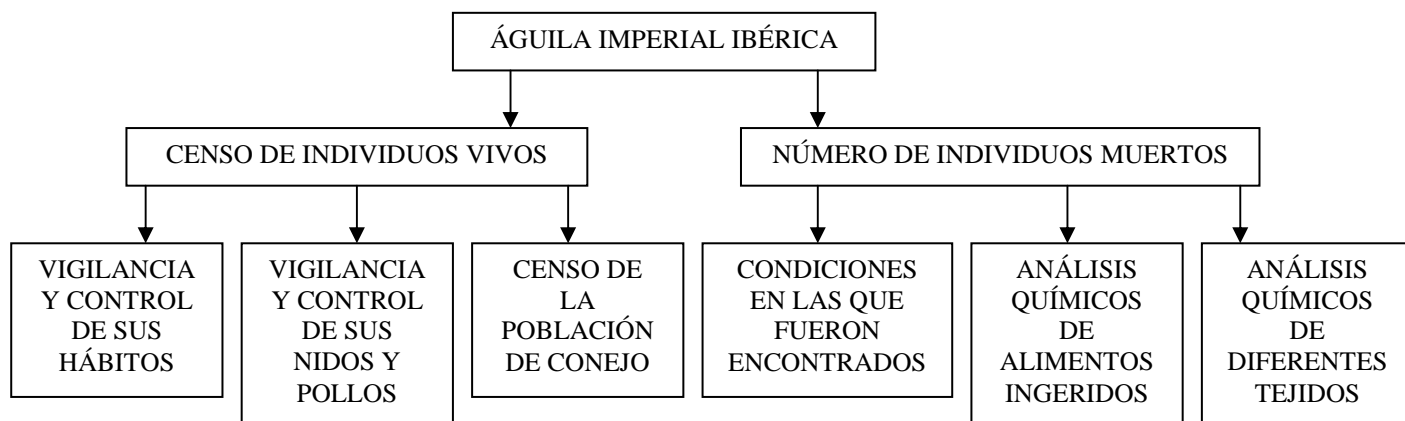 ÁGUILA IMPERIAL IBÉRICA
CENSO DE INDIVIDUOS VIVOS
NÚMERO DE INDIVIDUOS MUERTOS
VIGILANCIA
Y CONTROL
DE SUS
HÁBITOS
VIGILANCIA
Y CONTROL
DE SUS
NIDOS Y
POLLOS
CENSO DE
LA
POBLACIÓN
DE CONEJO
CONDICIONES
EN LAS QUE
FUERON
ENCONTRADOS
ANÁLISIS
QUÍMICOS
DE
ALIMENTOS
INGERIDOS
ANÁLISIS
QUÍMICOS
DE
DIFERENTES
TEJIDOS